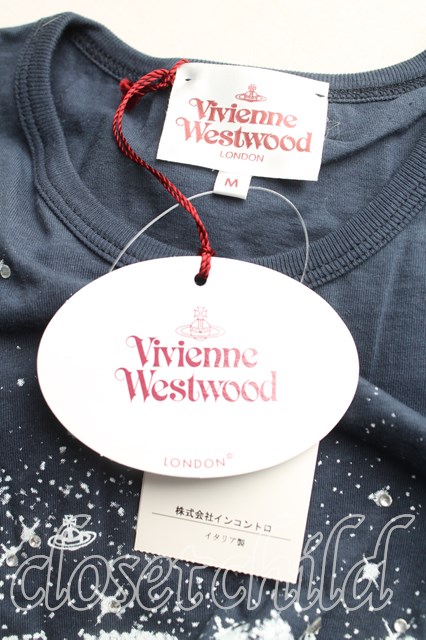 Vivienne
Westwood
LONDON
M
Vivienne
Westwood
LONDON©
株式会社インコントロ
イタリア製
closet child